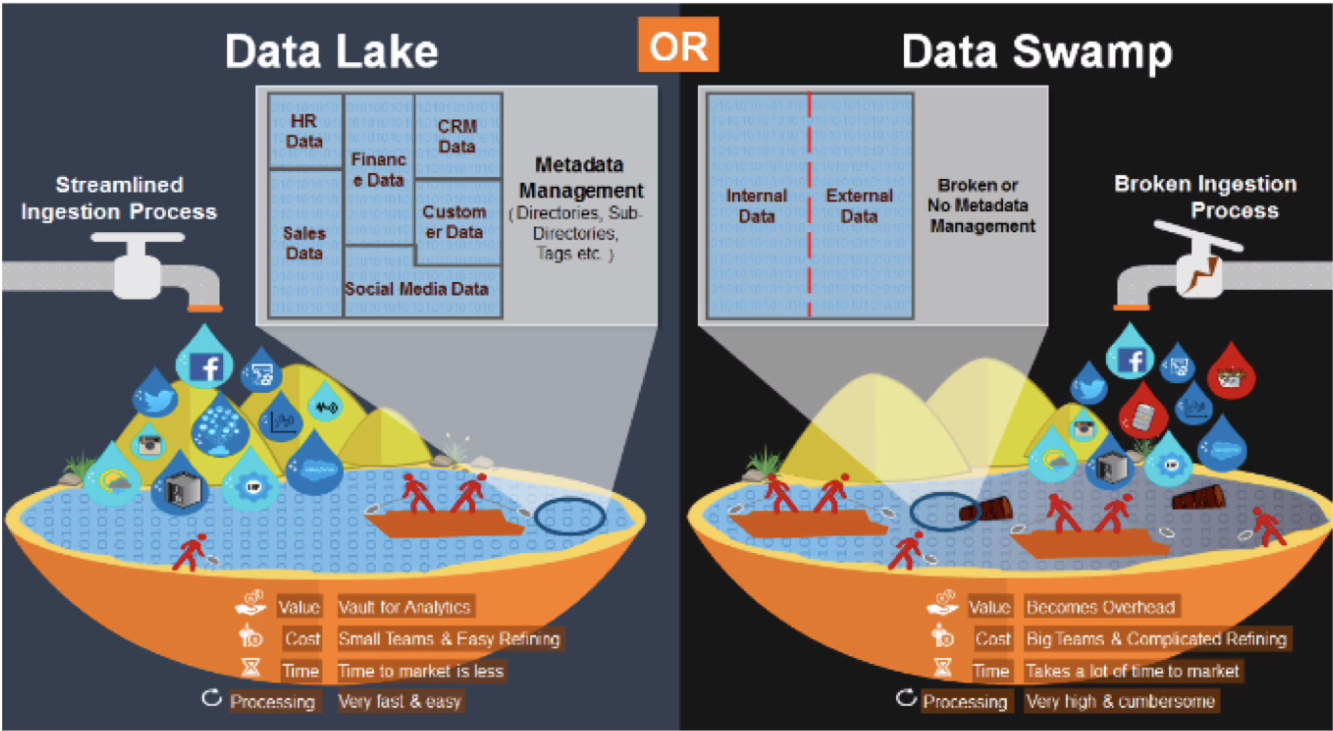 Data Lake
OR
Data Swamp
HR
Data
Financ
e Data
CRM
Data
Sales
Data
Custom
er Data
Social Media Data
Metadata
Management
( Directories, Sub-
Directories,
Tags etc. )
Streamlined
Ingestion Process
Internal
Data
External
Data
Broken or
No Metadata
Management
Broken Ingestion
Process
Value Vault for Analytics
Cost Small Teams & Easy Refining
Time Time to market is less
Processing Very fast & easy
Value Becomes Overhead
Cost Big Teams & Complicated Refining
Time Takes a lot of time to market
Processing Very high & cumbersome